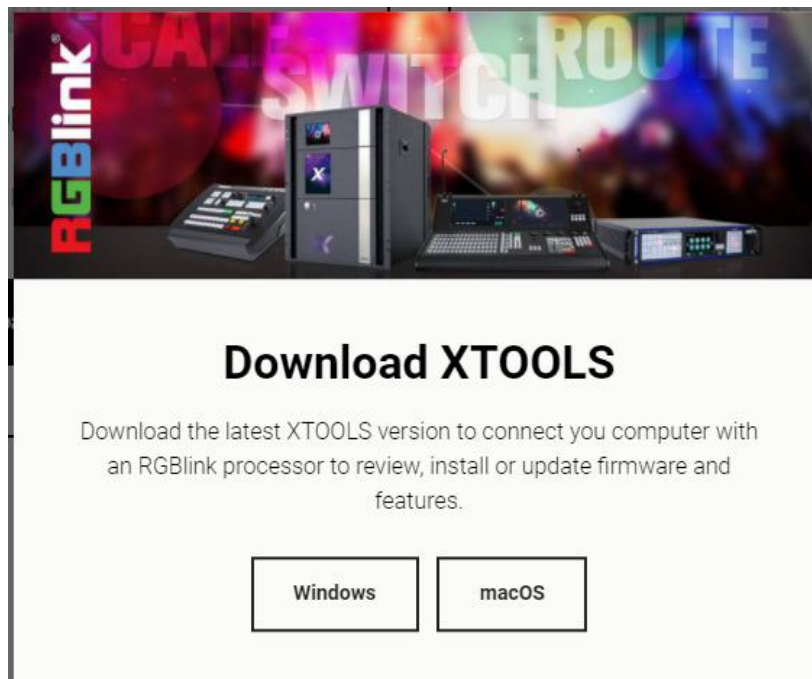 SCALE
SWITCH
ROUTE
RGBlink®
X
Download XTOOLS
Download the latest XTOOLS version to connect you computer with
an RGBlink processor to review, install or update firmware and
features.
Windows
macOS